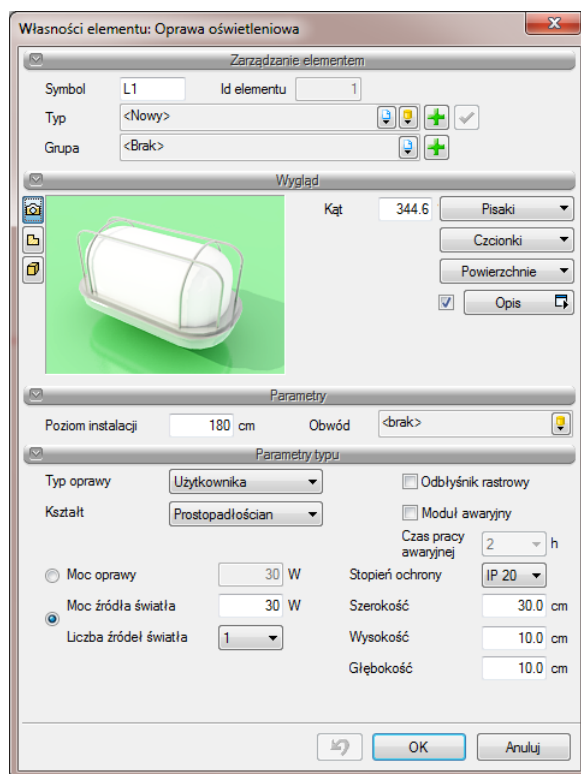 Własności elementu: Oprawa oświetleniowa
Zarządzanie elementem
Symbol L1 Id elementu 1
Typ <Nowy>
Grupa <Brak>
Wygląd
Kąt 344.6 Pisaki
Czcionki
Powierzchnie
Opis
Parametry
Poziom instalacji 180 cm Obwód <brak>
Parametry typu
Typ oprawy Użytkownika Odbłyśnik rastrowy
Kształt Prostopadłościan Moduł awaryjny
Czas pracy
awaryjnej 2 h
Moc oprawy 30 W Stopień ochrony IP 20
Moc źródła światła 30 W Szerokość 30.0 cm
Liczba źródeł światła 1 Wysokość 10.0 cm
Głębokość 10.0 cm
OK Anuluj